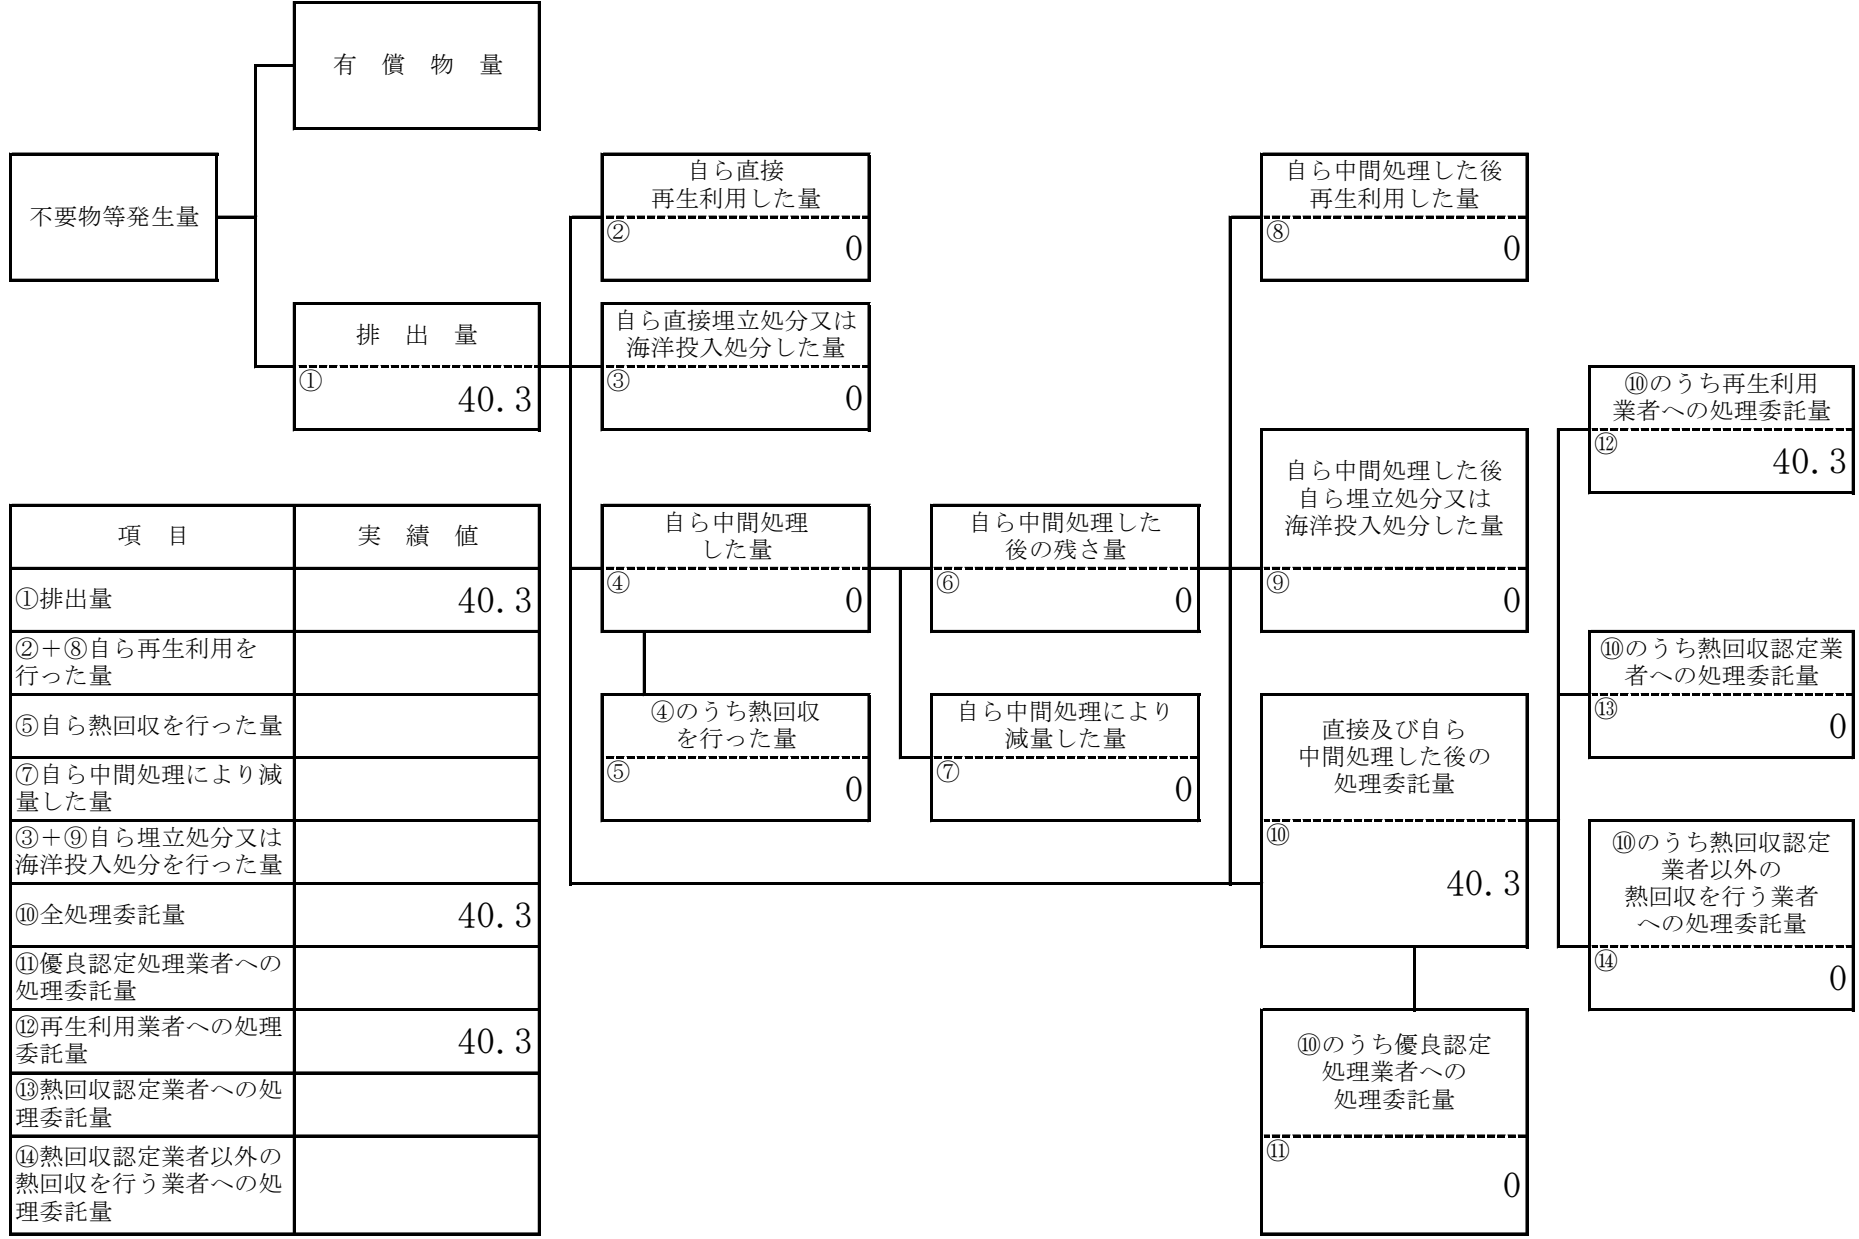 有 償 物 量
不要物等発生量
排 出 量
①
40.3
自ら直接
再生利用した量
②
0
自ら直接埋立処分又は
海洋投入処分した量
③
0
自ら中間処理
した量
④
0
④のうち熱回収
を行った量
⑤
0
自ら中間処理した
後の残さ量
⑥
0
自ら中間処理により
減量した量
⑦
0
自ら中間処理した後
再生利用した量
⑧
0
自ら中間処理した後
自ら埋立処分又は
海洋投入処分した量
⑨
0
直接及び自ら
中間処理した後の
処理委託量
⑩
40.3
⑩のうち優良認定
処理業者への
処理委託量
⑪
0
⑩のうち再生利用
業者への処理委託量
⑫
40.3
⑩のうち熱回収認定業
者への処理委託量
⑬
0
⑩のうち熱回収認定
業者以外の
熱回収を行う業者
への処理委託量
⑭
0
項 目 実 績 値
①排出量 40.3
②＋⑧自ら再生利用を
行った量
⑤自ら熱回収を行った量
⑦自ら中間処理により減
量した量
③＋⑨自ら埋立処分又は
海洋投入処分を行った量
⑩全処理委託量 40.3
⑪優良認定処理業者への
処理委託量
⑫再生利用業者への処理
委託量 40.3
⑬熱回収認定業者への処
理委託量
⑭熱回収認定業者以外の
熱回収を行う業者への処
理委託量